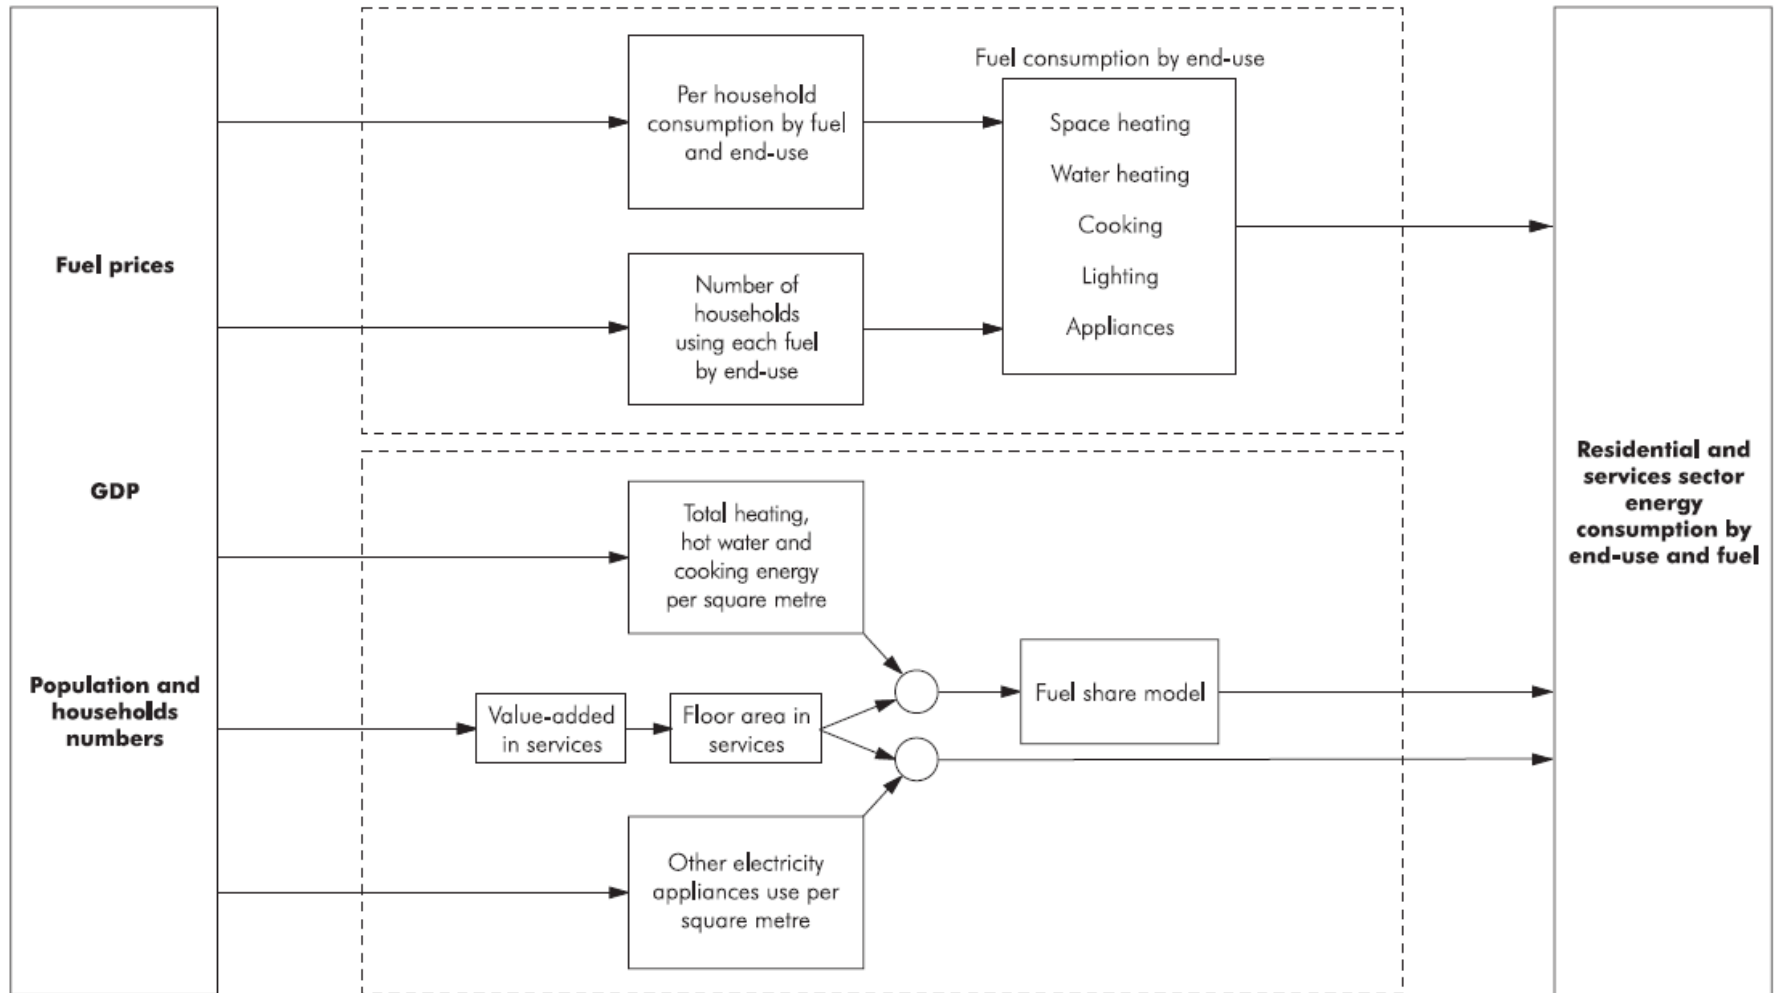 Fuel prices
GDP
Population and
households
numbers
Per household
consumption by fuel
and end-use
Number of
households
using each fuel
by end-use
Fuel consumption by end-use
Space heating
Water heating
Cooking
Lighting
Appliances
Total heating,
hot water and
cooking energy
per square metre
Value-added
in services
Floor area in
services
Fuel share model
Other electricity
appliances use per
square metre
Residential and
services sector
energy
consumption by
end-use and fuel